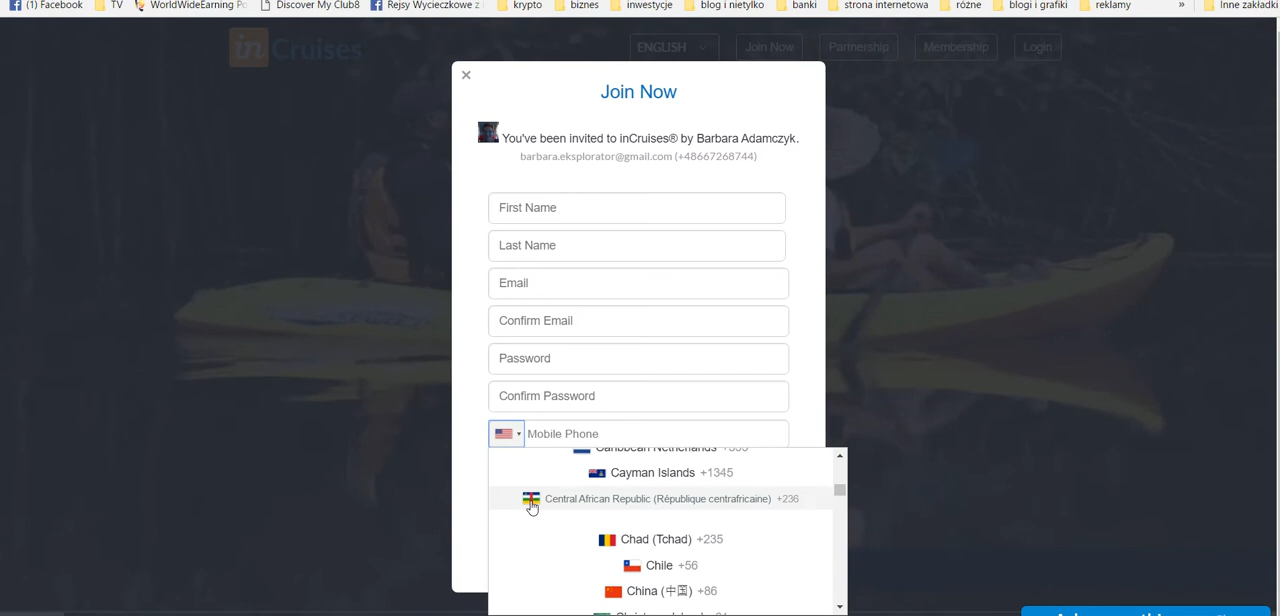 (1) Facebook TV WorldWideEarning Po Discover My Club8 Rejsy Wycieczkowe z krypto biznes inwestycje blog i nietylko banki strona internetowa różne blogi i grafiki reklamy » Inne zakładki
in Cruises ENGLISH Join Now Partnership Membership Login
×
Join Now
You've been invited to inCruises® by Barbara Adamczyk.
barbara.eksplorator@gmail.com (+48667268744)
First Name
Last Name
Email
Confirm Email
Password
Confirm Password
Mobile Phone
Caribbean Netherlands
Cayman Islands +1345
Central African Republic (République centrafricaine) +236
Chad (Tchad) +235
Chile +56
China (中国) +86